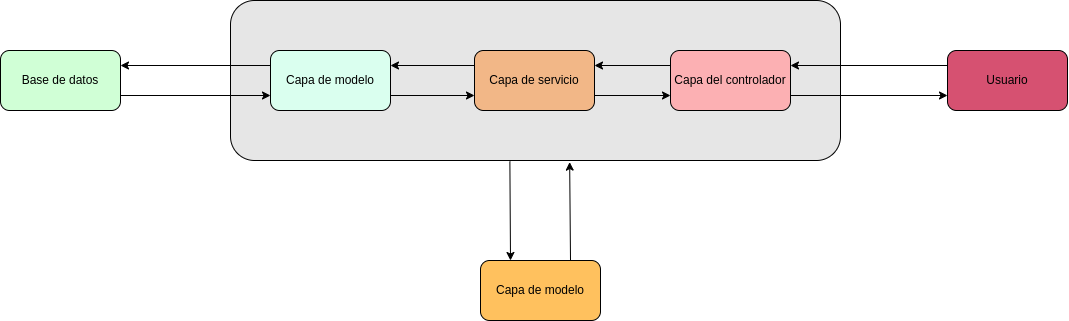 Base de datos
Capa de modelo
Capa de servicio
Capa del controlador
Usuario
Capa de modelo